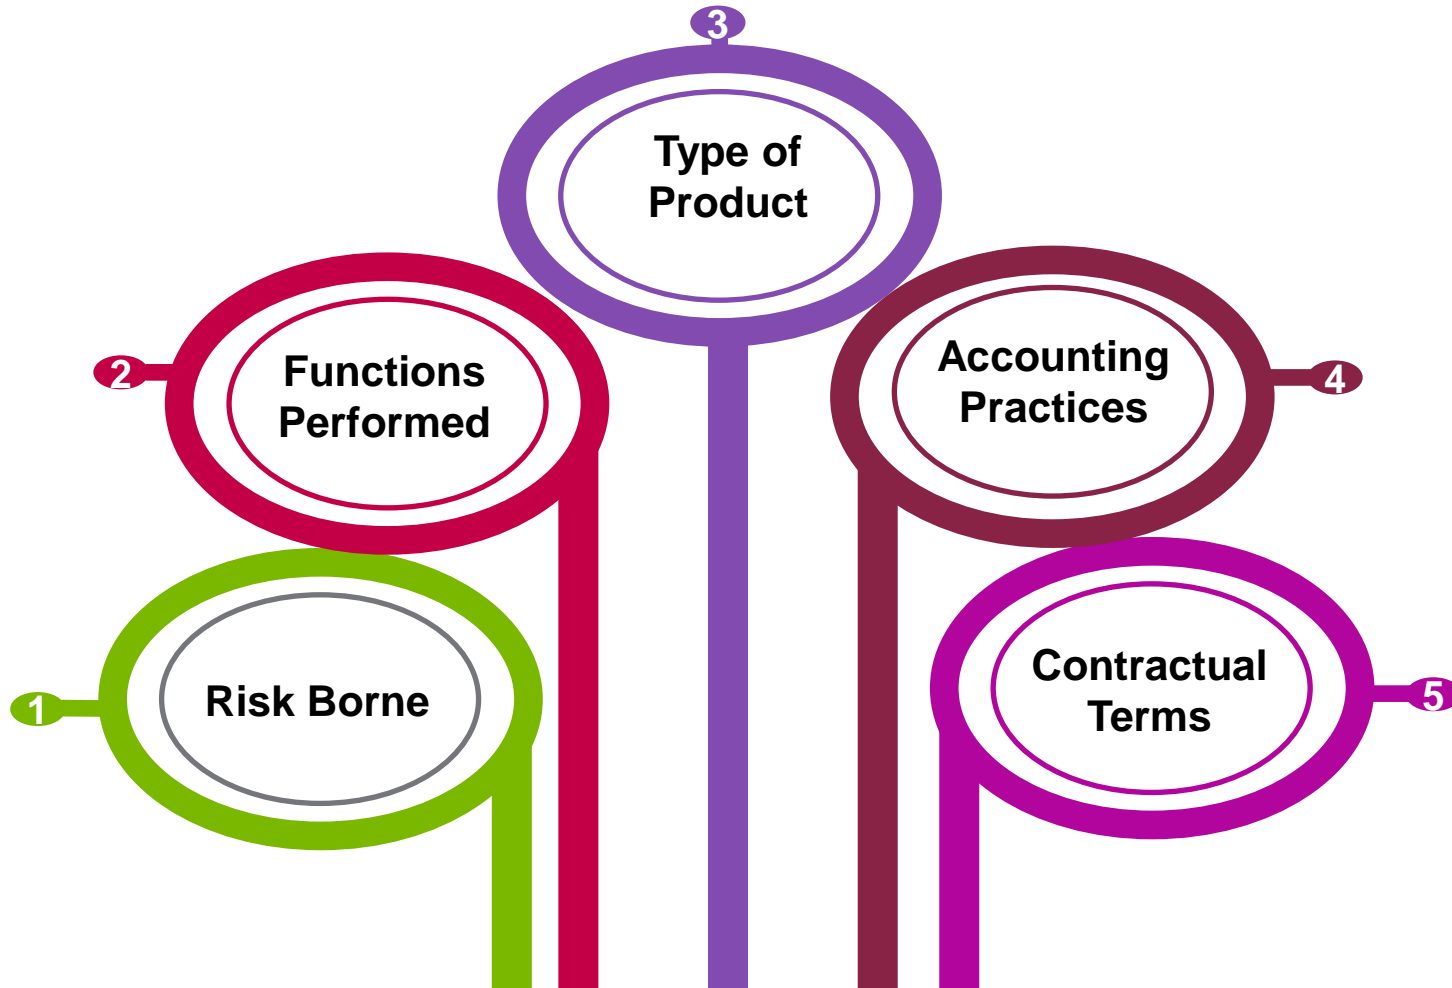 1
Risk Borne
2
Functions
Performed
3
Type of
Product
4
Accounting
Practices
5
Contractual
Terms